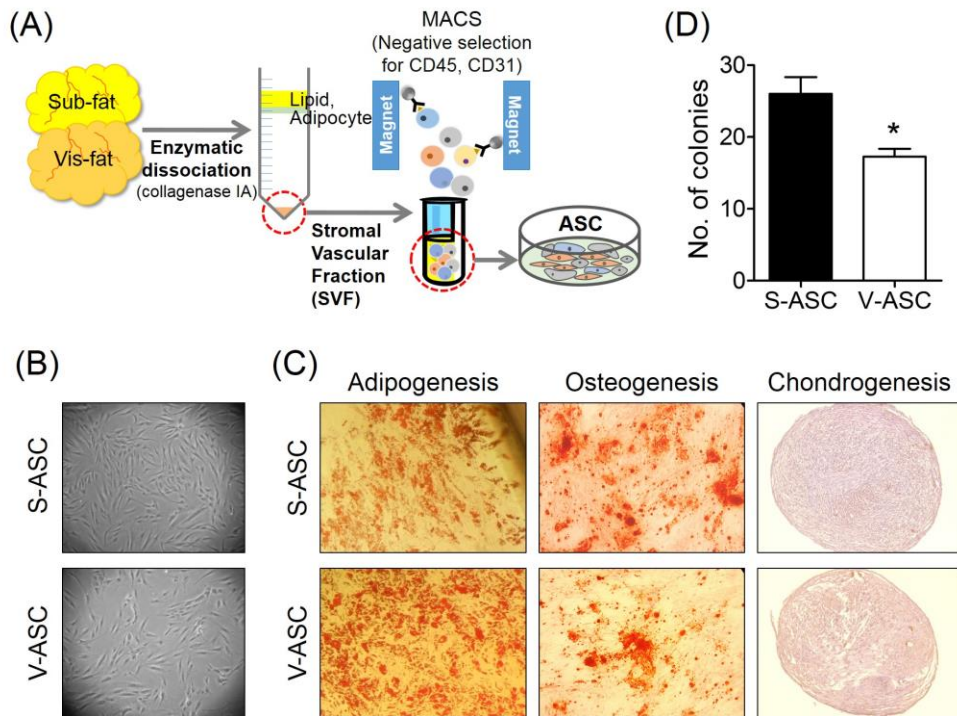 (A)
Sub-fat
Vis-fat
Enzymatic
dissociation
(collagenase IA)
Lipid,
Adipocyte
Stromal
Vascular
Fraction
(SVF)
MACS
(Negative selection
for CD45, CD31)
Magnet
Magnet
ASC
(D)
No. of colonies
30
20
10
0
*
S-ASC
V-ASC
(B)
S-ASC
V-ASC
(C)
Adipogenesis
Osteogenesis
Chondrogenesis
S-ASC
V-ASC